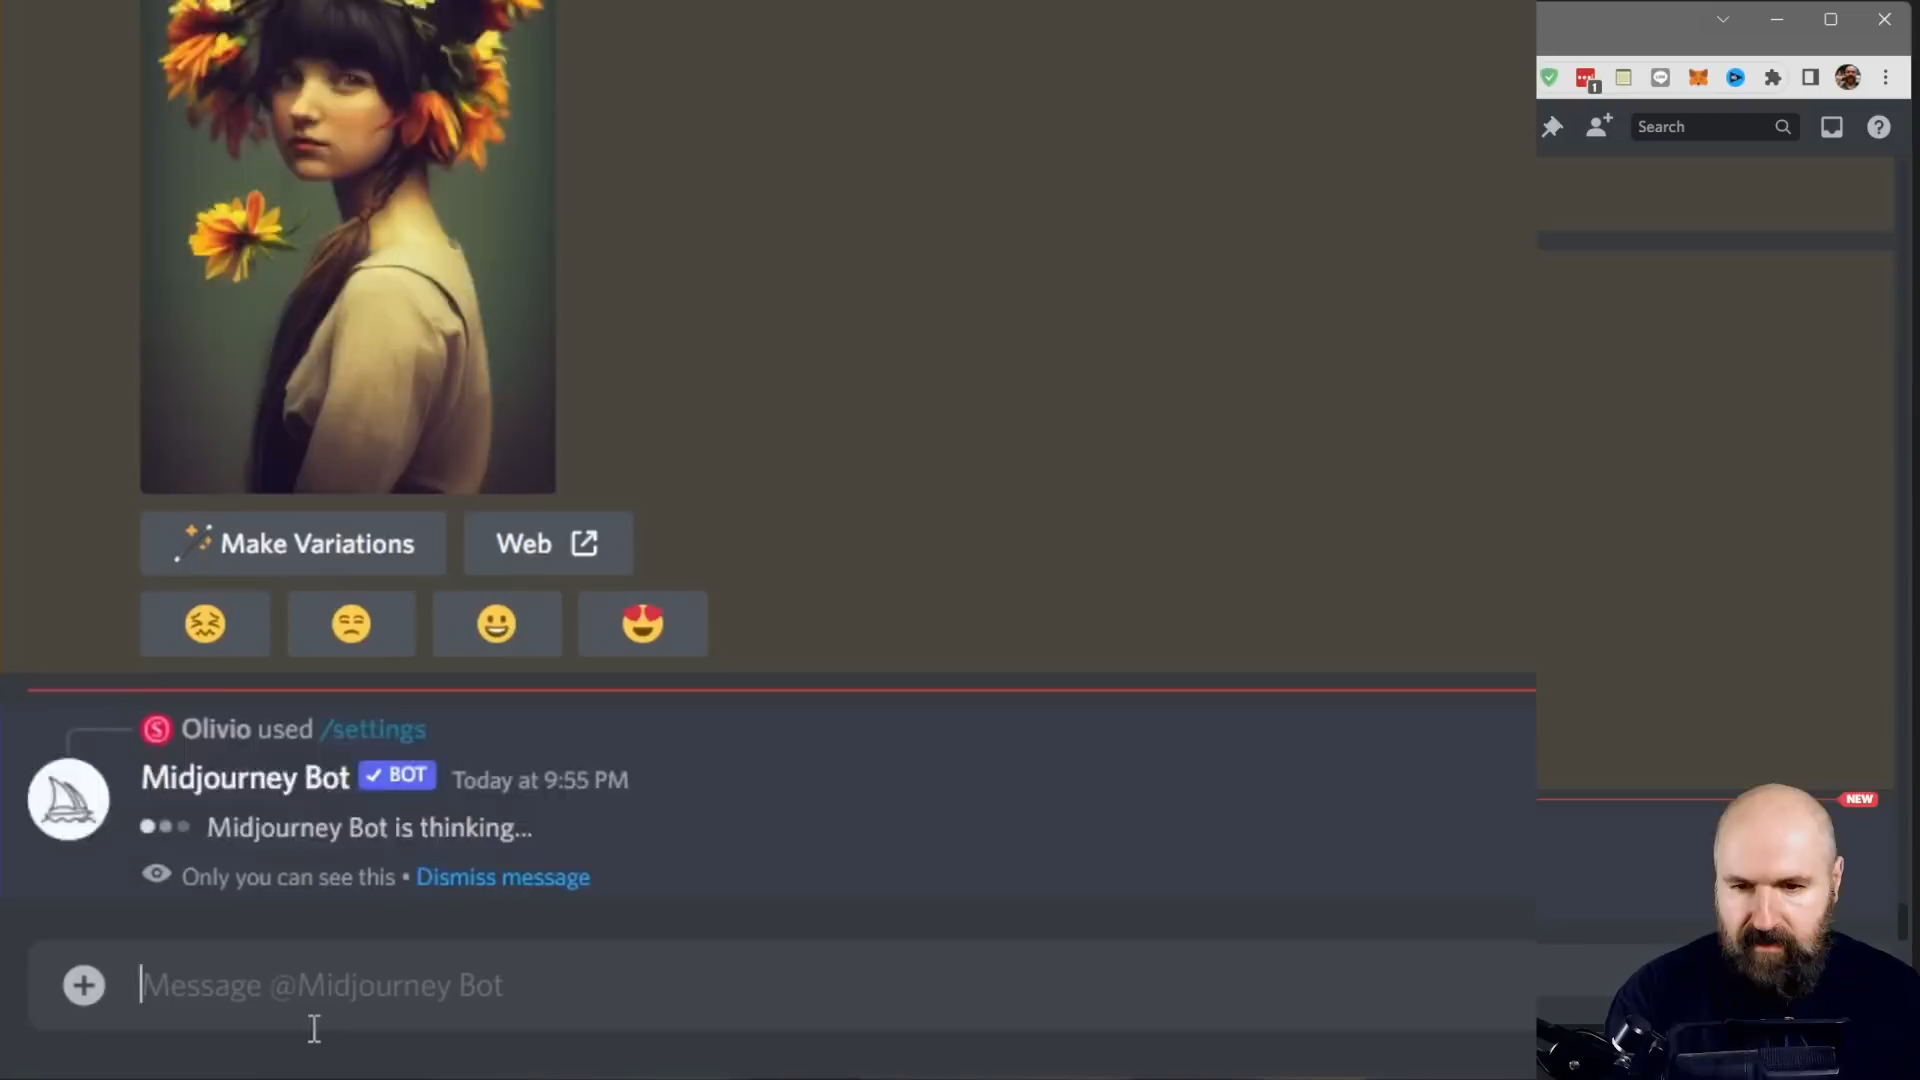 1
Search
Make Variations
Web
Olivio used /settings
Midjourney Bot ✓ BOT Today at 9:55 PM
Midjourney Bot is thinking...
Only you can see this • Dismiss message
NEW
Message @Midjourney Bot